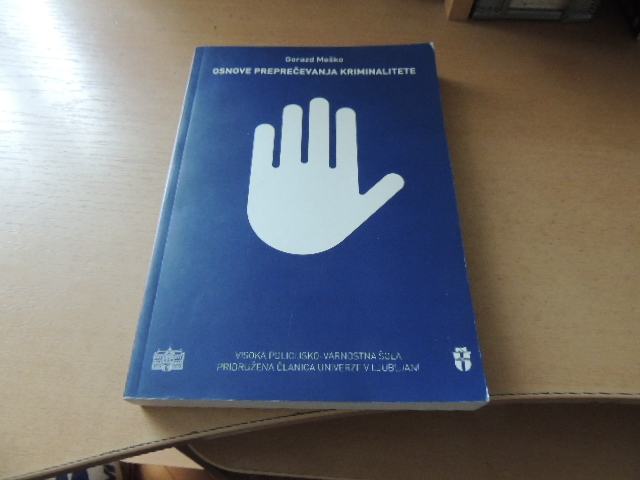 Gorazd Meško
OSNOVE PREPREČEVANJA KRIMINALITETE
VISOKA POLICIJSKO-VARNOSTNA ŠOLA
PRIDRUŽENA ČLANICA UNIVERZE V LJUBLJANI